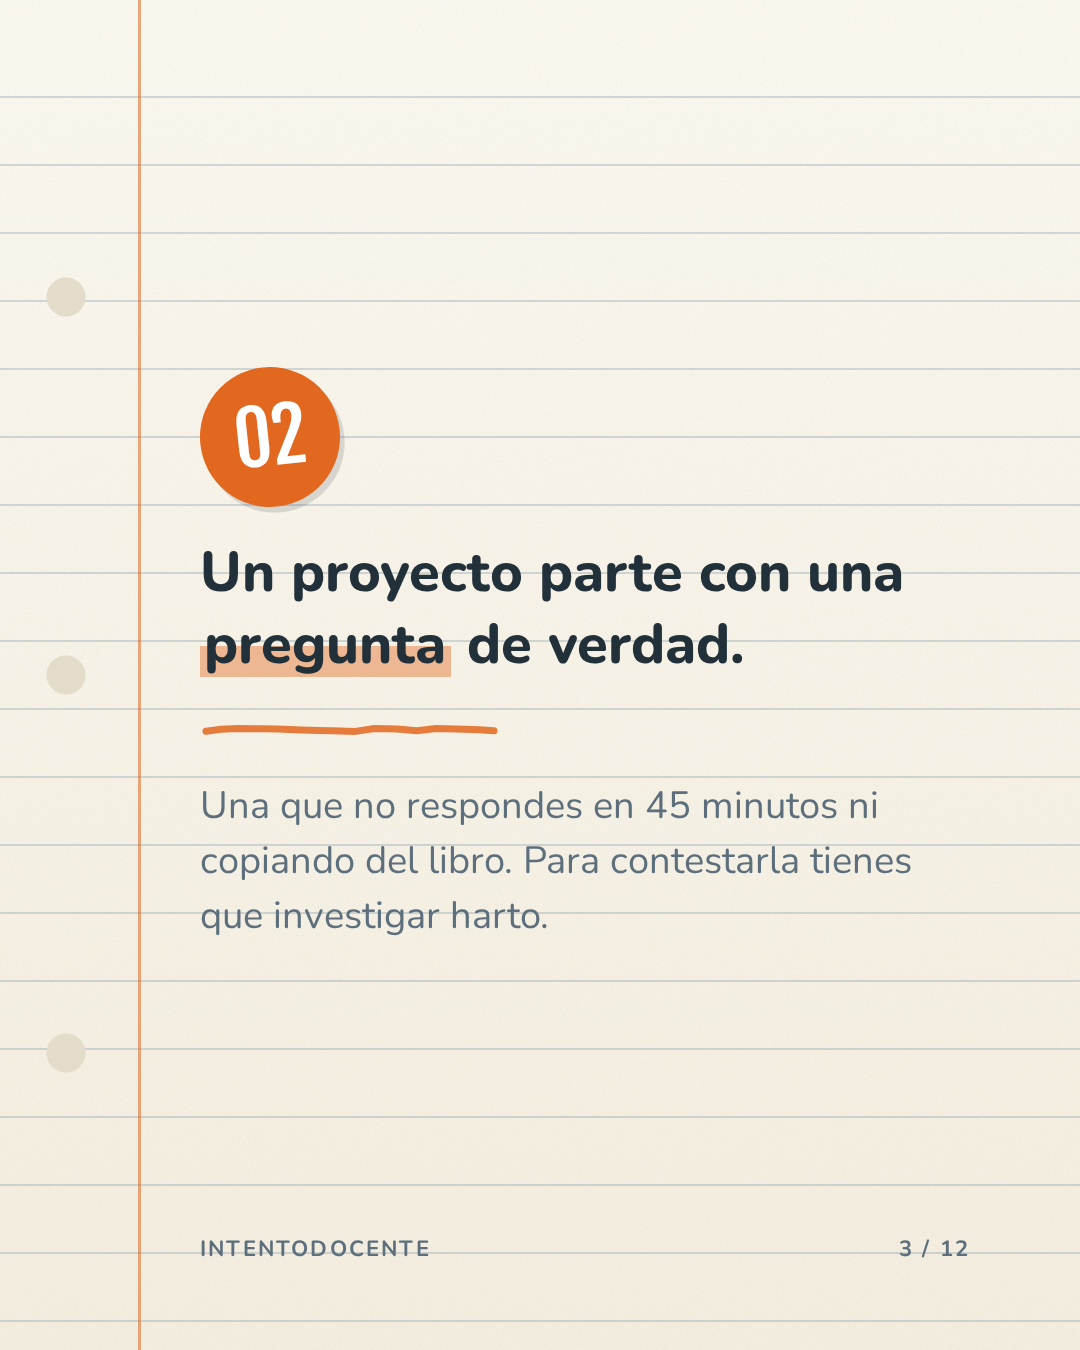 02
Un proyecto parte con una
pregunta de verdad.
Una que no respondes en 45 minutos ni
copiando del libro. Para contestarla tienes
que investigar harto.
INTENTODOCENTE
3 / 12